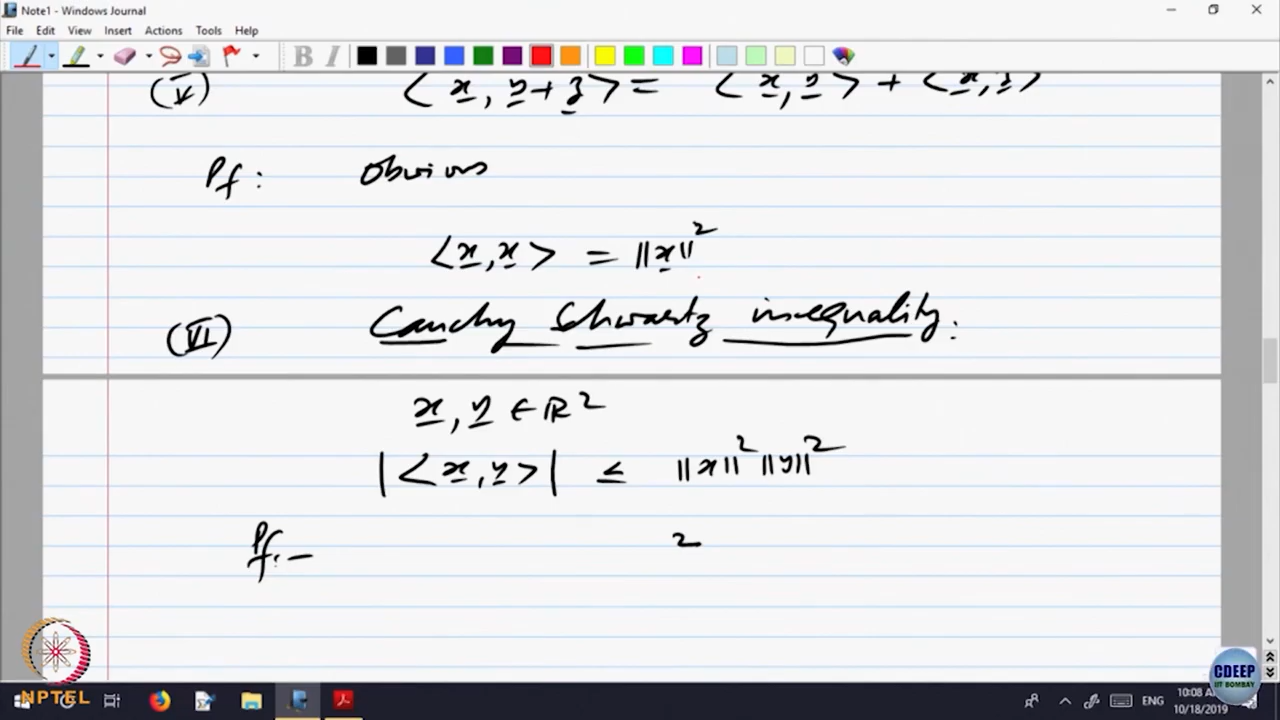 Note1 - Windows Journal
File Edit View Insert Actions Tools Help
B I
(V) < x, y + z > = < x, y > + < x, z >
Pf : Obvious
< x, x > = ||x||²
(VI) Cauchy Schwartz inequality.
x, y ∈ ℝ²
|< x, y >| ≤ ||x||² ||y||²
Pf:- 2
NPTEL
CDEEP
IIT BOMBAY
ENG
10:08 A
10/18/2019